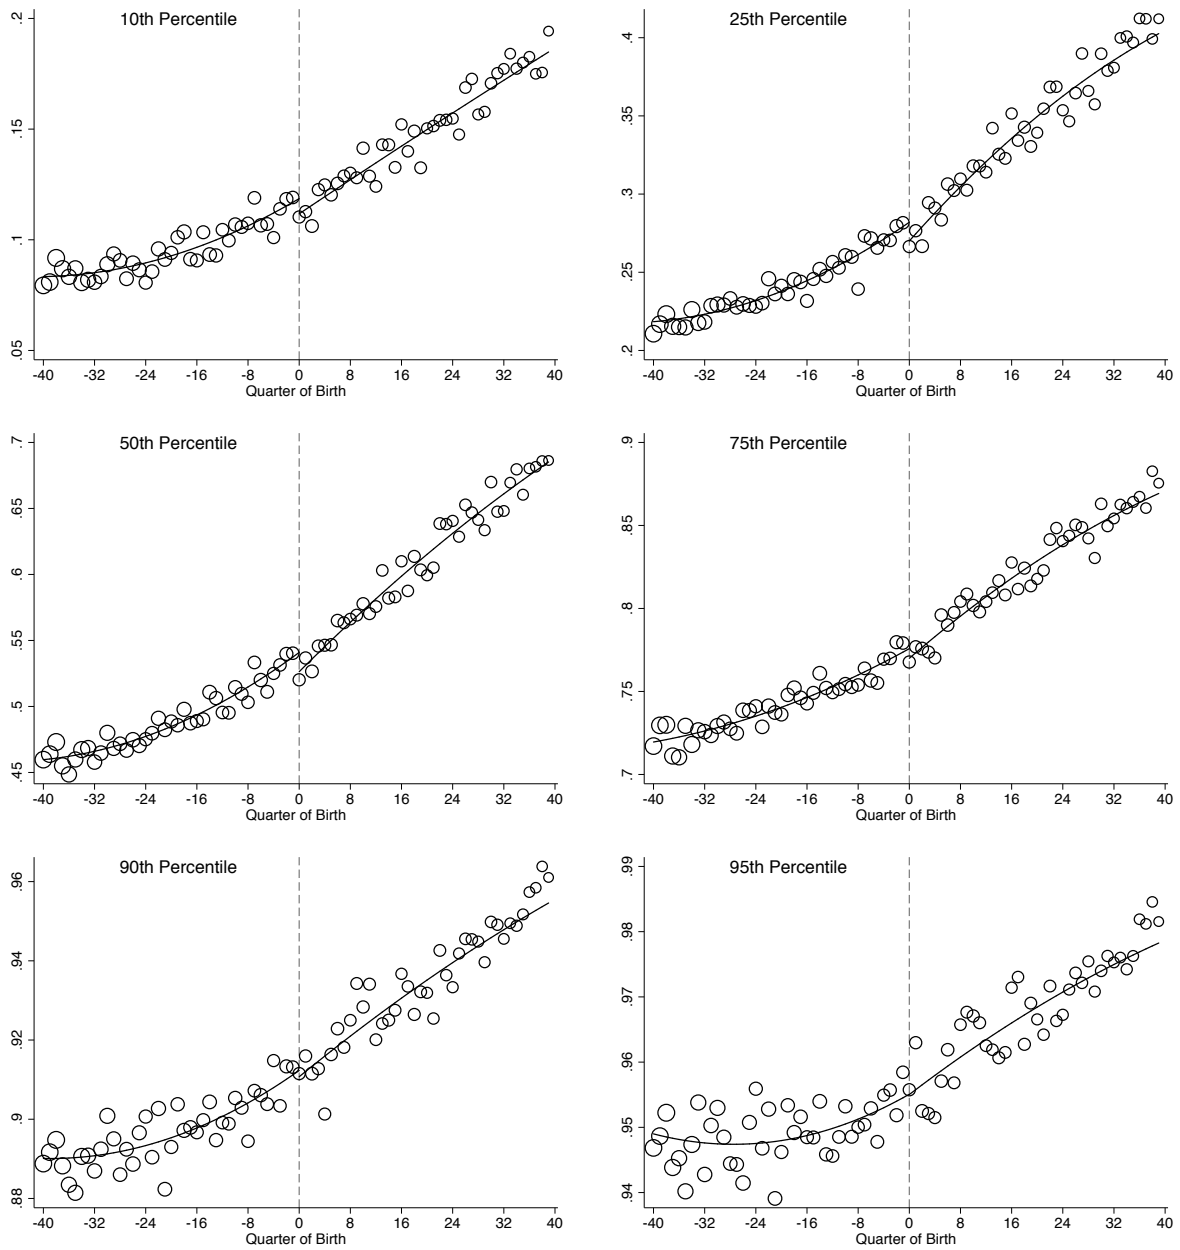 10th Percentile
.2
.15
.1
.05
-40 -32 -24 -16 -8 0 8 16 24 32 40
Quarter of Birth
25th Percentile
.4
.35
.3
.25
.2
-40 -32 -24 -16 -8 0 8 16 24 32 40
Quarter of Birth
50th Percentile
.7
.65
.6
.55
.5
.45
-40 -32 -24 -16 -8 0 8 16 24 32 40
Quarter of Birth
75th Percentile
.9
.85
.8
.75
.7
-40 -32 -24 -16 -8 0 8 16 24 32 40
Quarter of Birth
90th Percentile
.96
.94
.92
.9
.88
-40 -32 -24 -16 -8 0 8 16 24 32 40
Quarter of Birth
95th Percentile
.99
.98
.97
.96
.95
.94
-40 -32 -24 -16 -8 0 8 16 24 32 40
Quarter of Birth